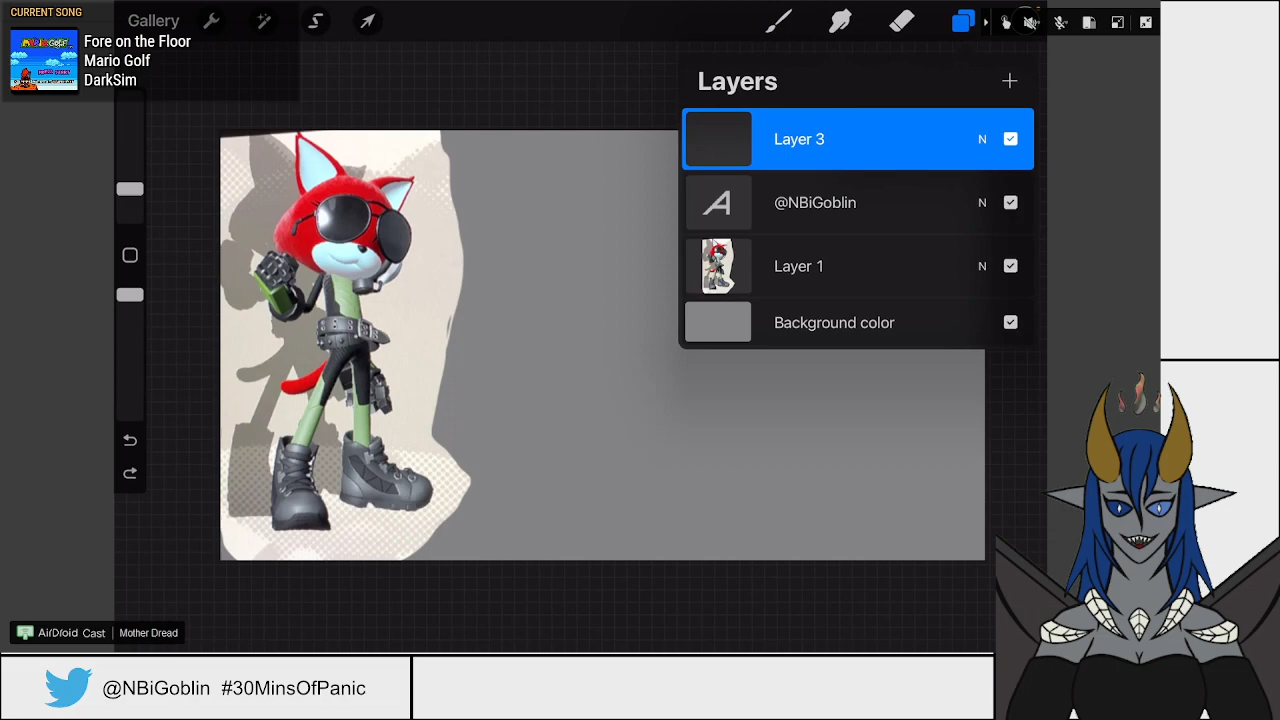 CURRENT SONG
Fore on the Floor
Mario Golf
DarkSim
Gallery
Layers
Layer 3 N
@NBiGoblin N
Layer 1 N
Background color
AirDroid Cast | Mother Dread
@NBiGoblin #30MinsOfPanic